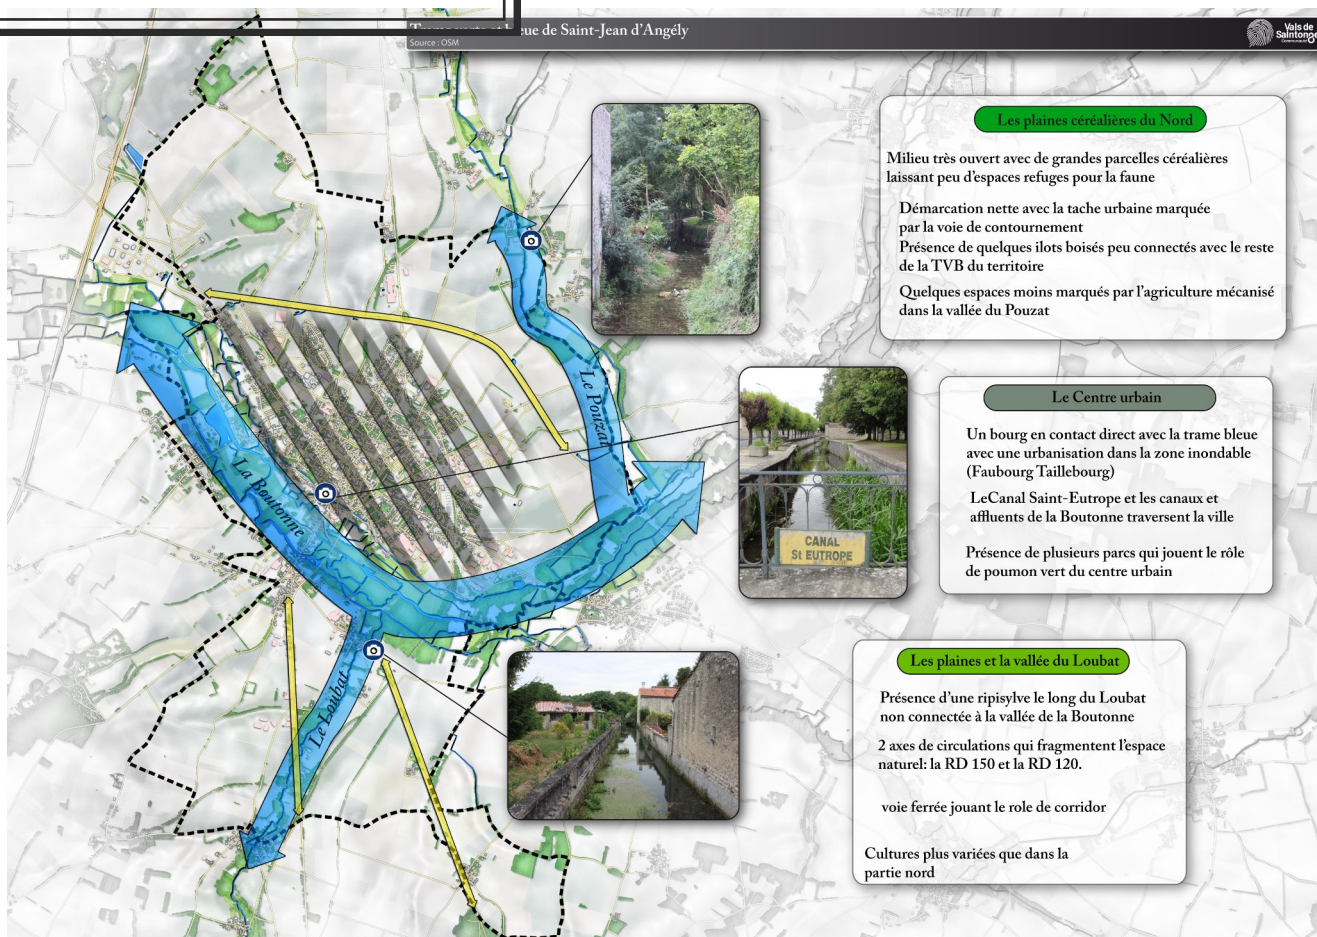 eue de Saint-Jean d'Angély
Source : OSM
Vals de
Saintonge
Communauté
Les plaines céréalières du Nord
Milieu très ouvert avec de grandes parcelles céréalières
laissant peu d'espaces refuges pour la faune
Démarcation nette avec la tache urbaine marquée
par la voie de contournement
Présence de quelques ilots boisés peu connectés avec le reste
de la TVB du territoire
Quelques espaces moins marqués par l'agriculture mécanisé
dans la vallée du Pouzat
Le Pouzat
La Boutonne
Le Loubat
CANAL
St EUTROPE
Le Centre urbain
Un bourg en contact direct avec la trame bleue
avec une urbanisation dans la zone inondable
(Faubourg Taillebourg)
LeCanal Saint-Eutrope et les canaux et
affluents de la Boutonne traversent la ville
Présence de plusieurs parcs qui jouent le rôle
de poumon vert du centre urbain
Les plaines et la vallée du Loubat
Présence d'une ripisylve le long du Loubat
non connectée à la vallée de la Boutonne
2 axes de circulations qui fragmentent l'espace
naturel: la RD 150 et la RD 120.
voie ferrée jouant le role de corridor
Cultures plus variées que dans la
partie nord